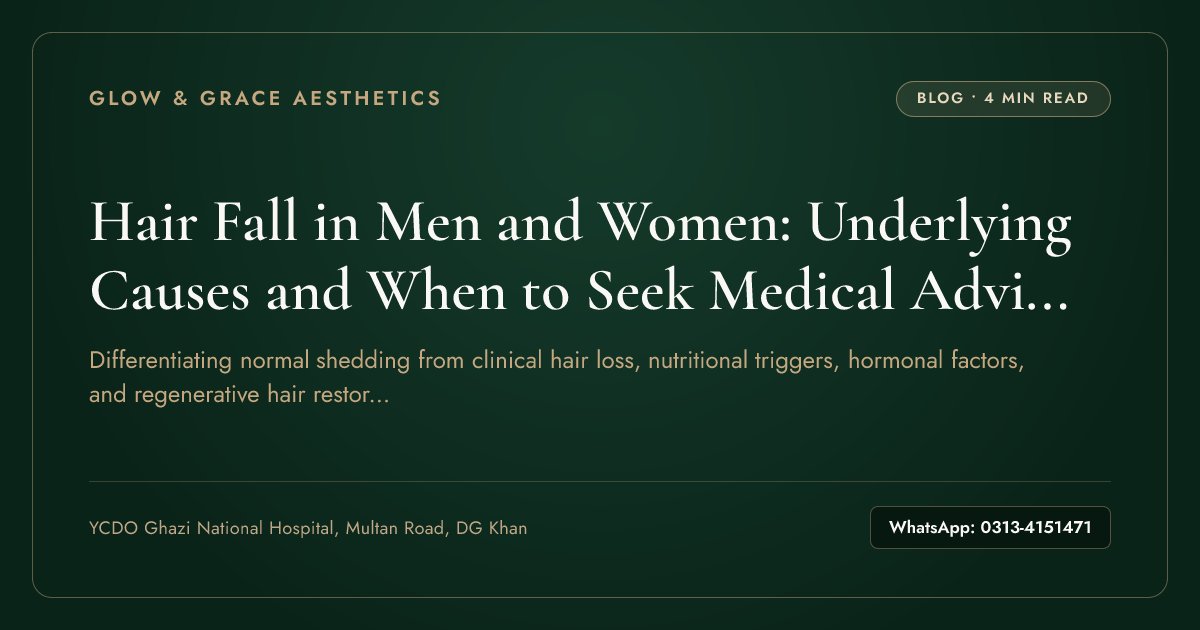 GLOW & GRACE AESTHETICS
BLOG · 4 MIN READ
Hair Fall in Men and Women: Underlying
Causes and When to Seek Medical Advi...
Differentiating normal shedding from clinical hair loss, nutritional triggers, hormonal factors,
and regenerative hair restor...
YCDO Ghazi National Hospital, Multan Road, DG Khan
WhatsApp: 0313-4151471